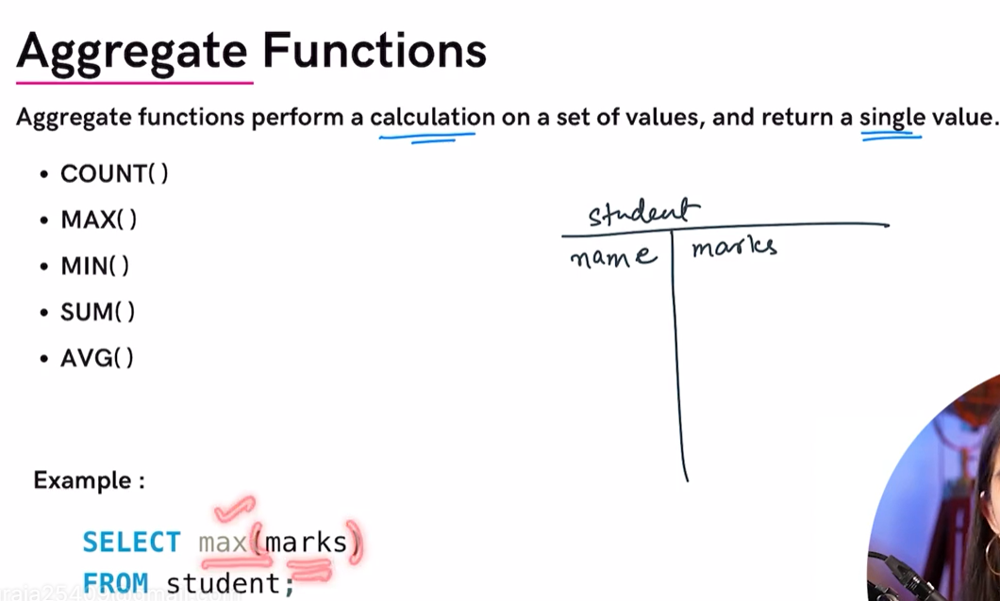 Aggregate Functions
Aggregate functions perform a calculation on a set of values, and return a single value.
• COUNT( )
• MAX( )
• MIN( )
• SUM( )
• AVG( )
student
name marks
Example :
SELECT max(marks)
FROM student;